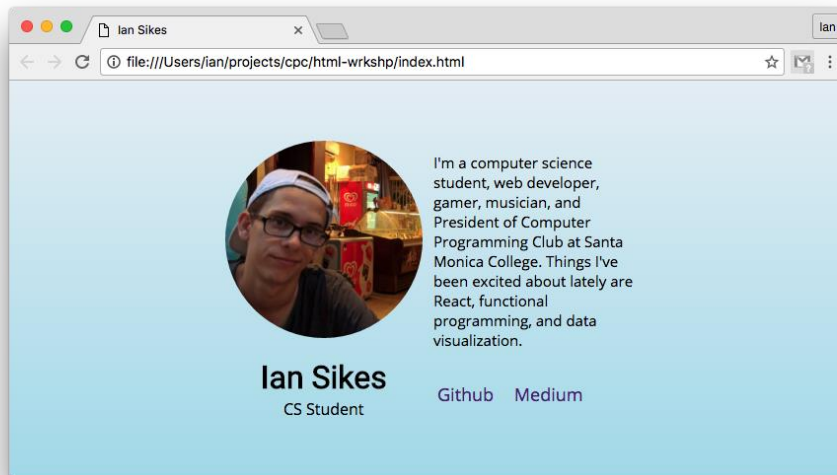 Ian Sikes
Ian
file:///Users/ian/projects/cpc/html-wrkshp/index.html
I'm a computer science
student, web developer,
gamer, musician, and
President of Computer
Programming Club at Santa
Monica College. Things I've
been excited about lately are
React, functional
programming, and data
visualization.
Ian Sikes
CS Student
Github Medium